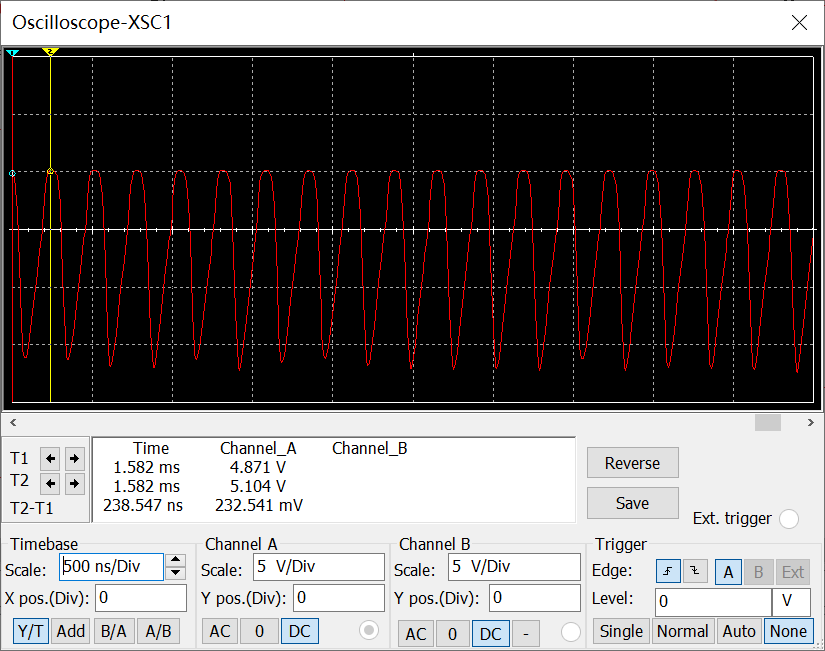 Oscilloscope-XSC1
1 2
Time Channel_A Channel_B
T1 1.582 ms 4.871 V
T2 1.582 ms 5.104 V
T2-T1 238.547 ns 232.541 mV
Reverse
Save
Ext. trigger
Timebase
Scale: 500 ns/Div
X pos.(Div): 0
Y/T Add B/A A/B
Channel A
Scale: 5 V/Div
Y pos.(Div): 0
AC 0 DC
Channel B
Scale: 5 V/Div
Y pos.(Div): 0
AC 0 DC -
Trigger
Edge: A B Ext
Level: 0 V
Single Normal Auto None